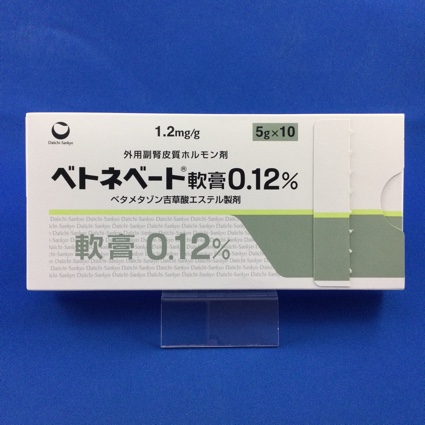 Daiichi Sankyo
1.2mg/g
5g×10
外用副腎皮質ホルモン剤
ベトネベート®軟膏0.12%
ベタメタゾン吉草酸エステル製剤
軟膏 0.12%